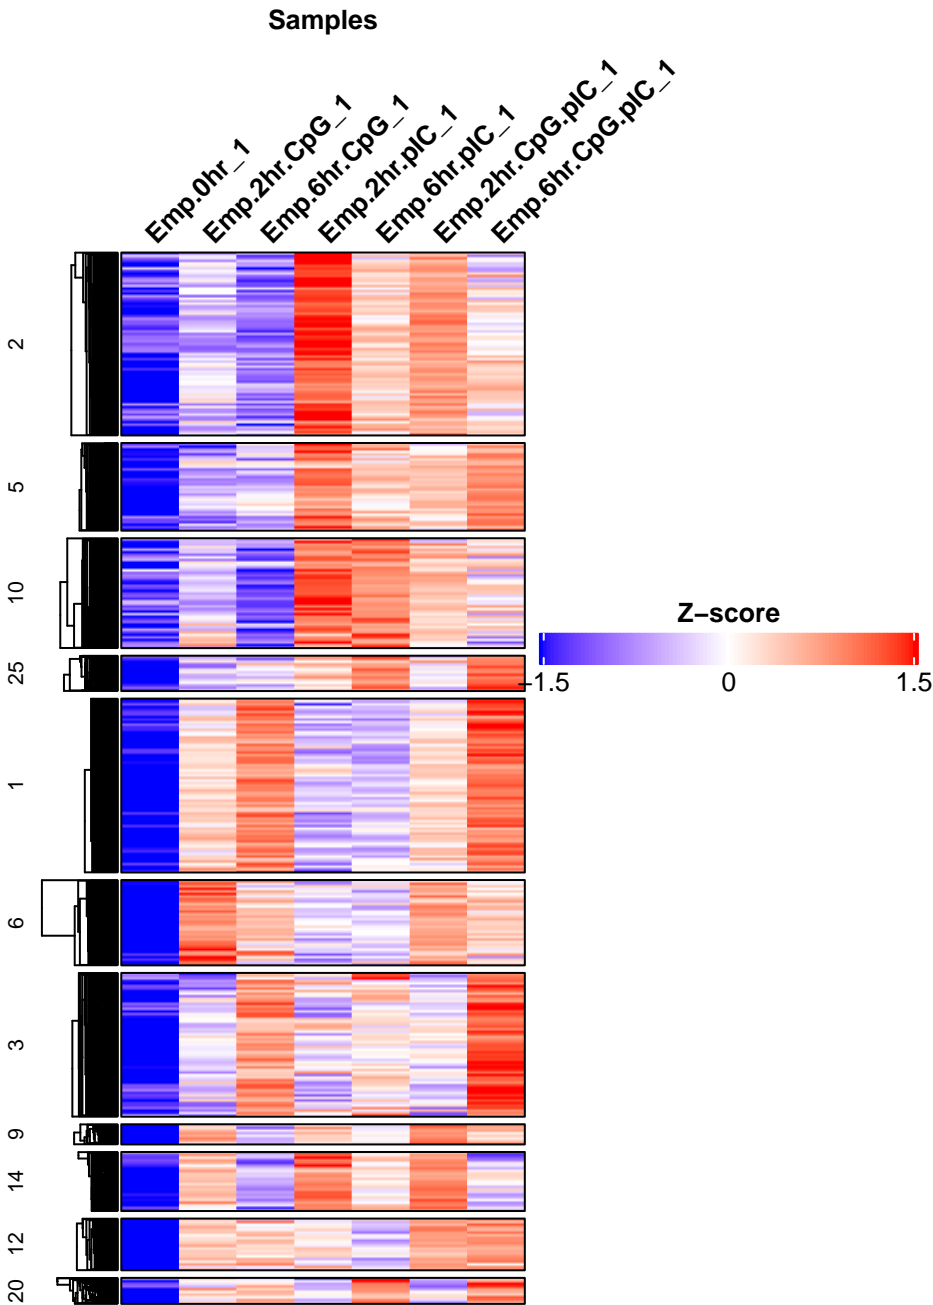 Samples
Emp.0hr_1
Emp.2hr.CpG_1
Emp.6hr.CpG_1
Emp.2hr.pIC_1
Emp.6hr.pIC_1
Emp.2hr.CpG.pIC_1
Emp.6hr.CpG.pIC_1
2
5
10
25
1
6
3
9
14
12
20
Z−score
−1.5 0 1.5